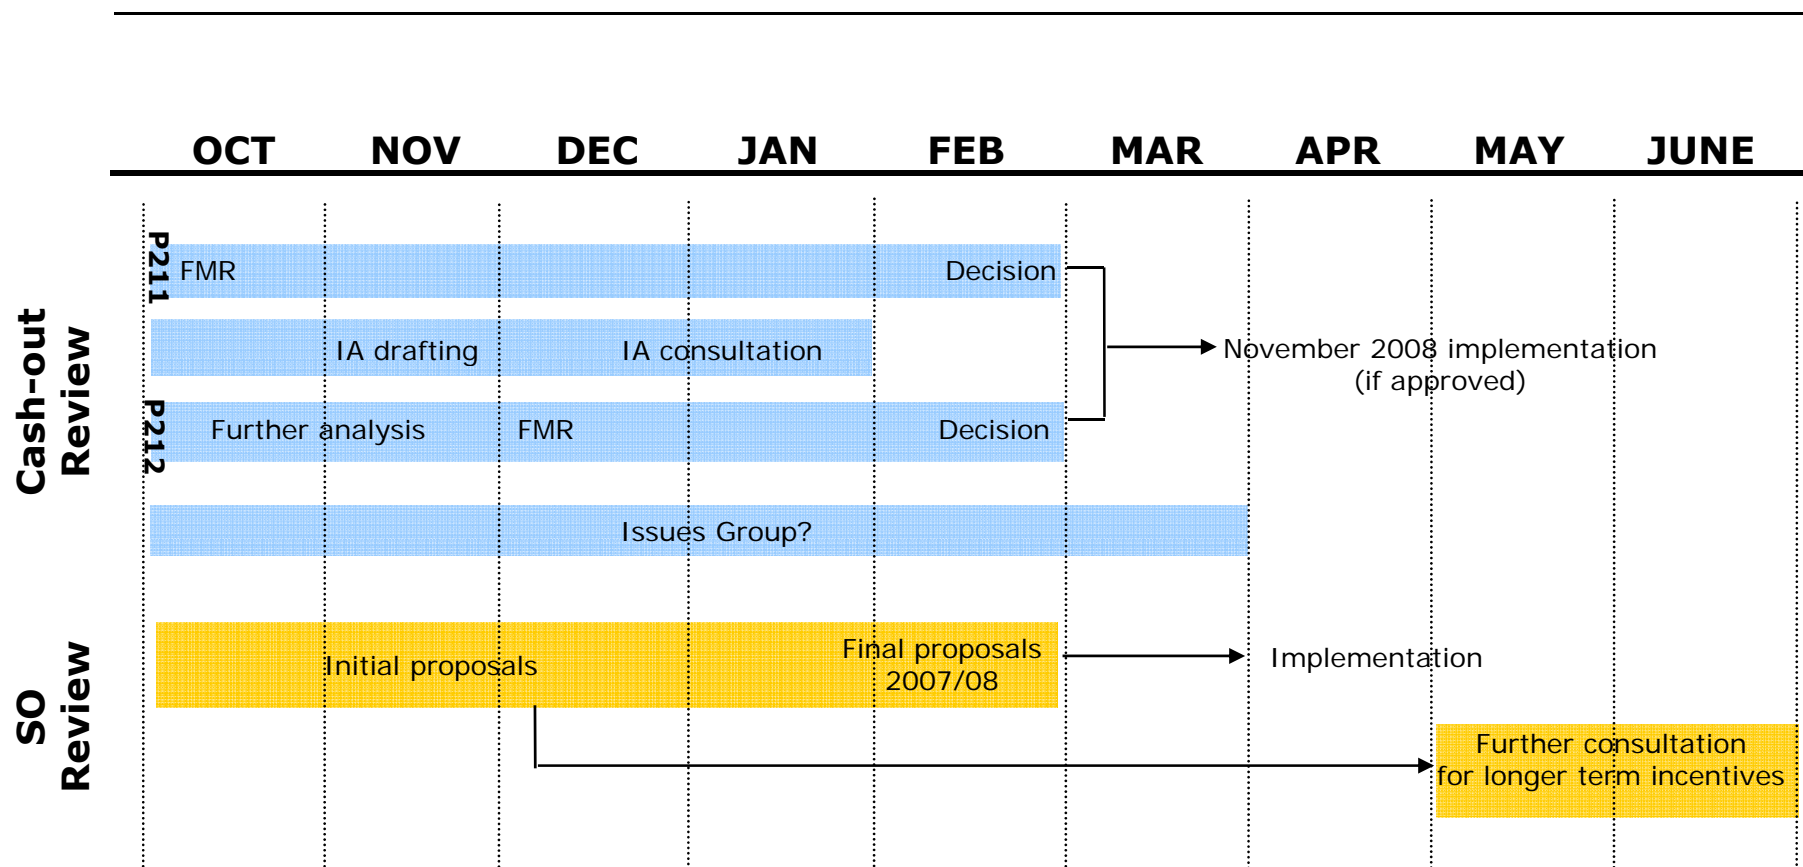 OCT NOV DEC JAN FEB MAR APR MAY JUNE
Cash-out
Review
P211
FMR Decision
IA drafting IA consultation
November 2008 implementation
(if approved)
P212
Further analysis FMR Decision
Issues Group?
SO
Review
Initial proposals
Final proposals
2007/08
Implementation
Further consultation
for longer term incentives